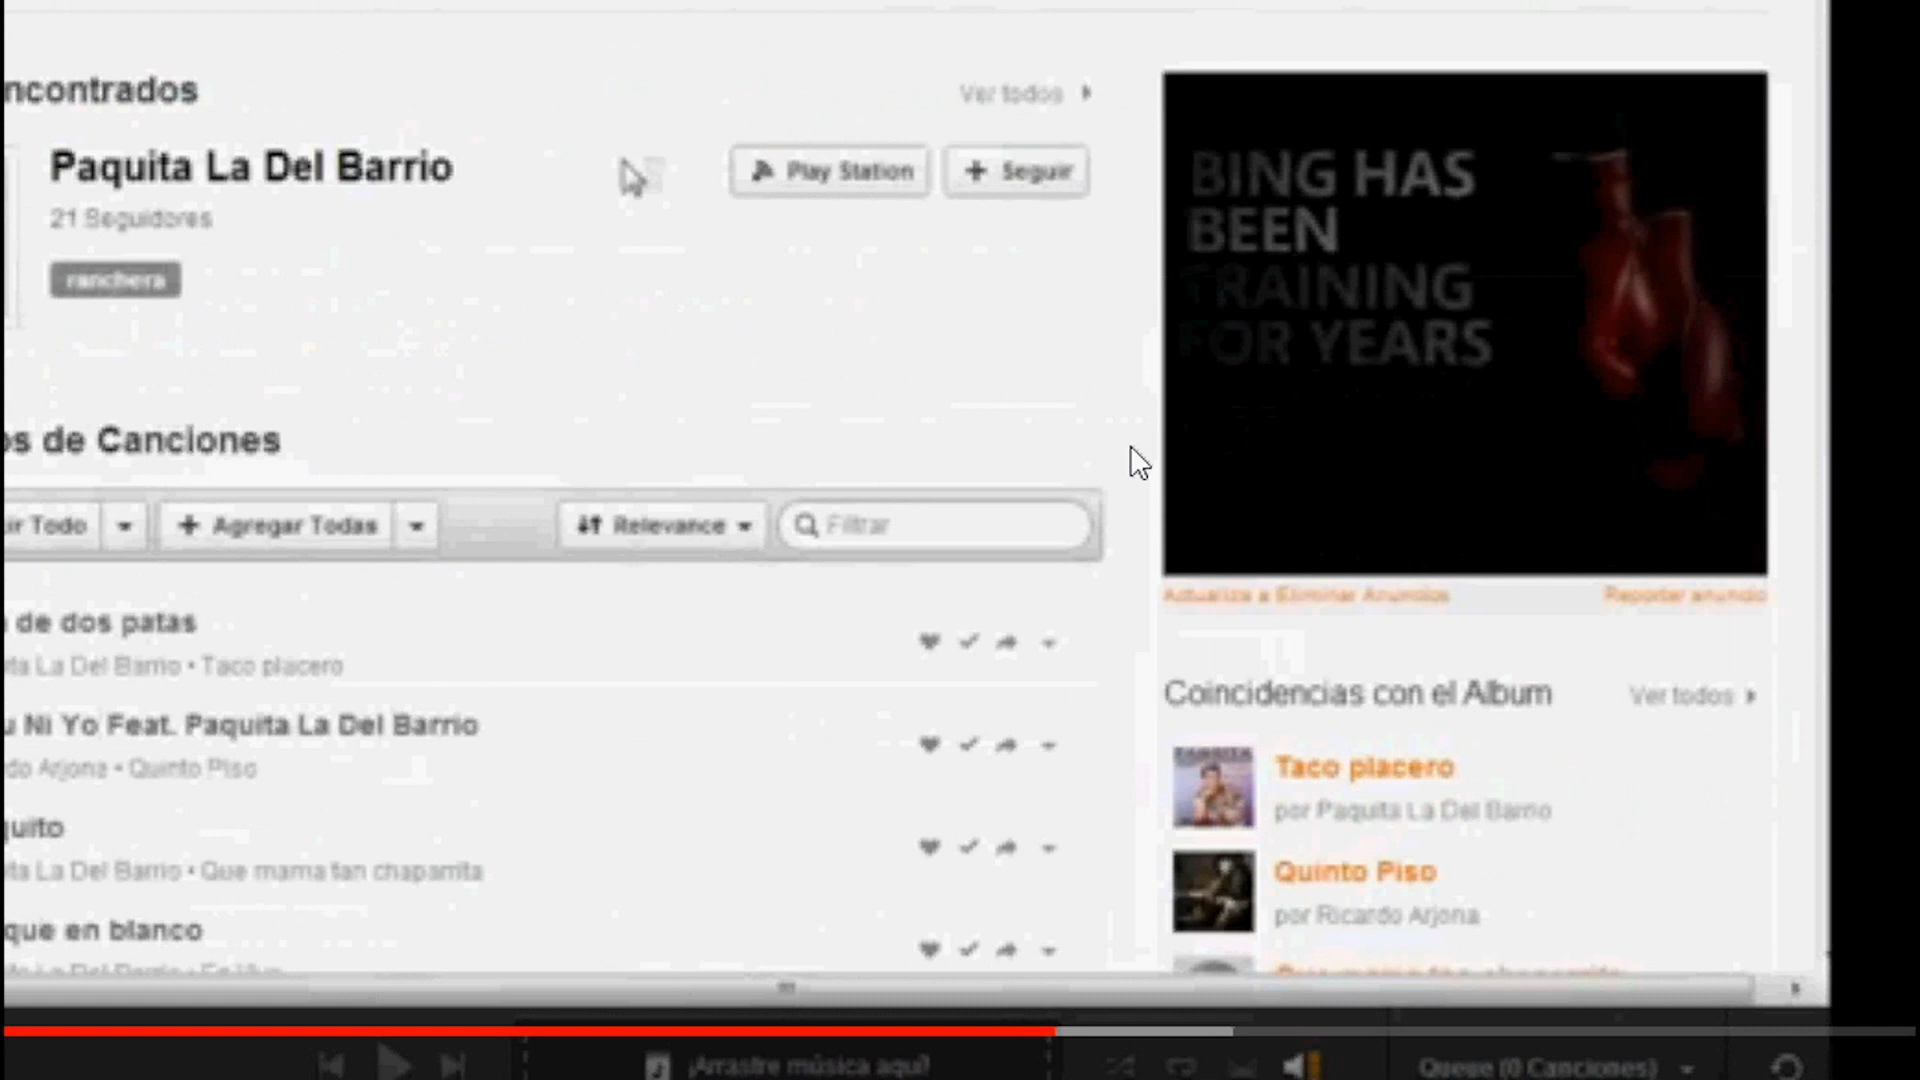 ncontrados
Ver todos
Paquita La Del Barrio
Play Station
Seguir
21 Seguidores
ranchera
BING HAS
BEEN
TRAINING
FOR YEARS
os de Canciones
ir Todo
Agregar Todas
Relevance
Filtrar
Actualiza a Eliminar Anuncios
Reportar anuncio
de dos patas
ta La Del Barrio • Taco placero
u Ni Yo Feat. Paquita La Del Barrio
do Arjona • Quinto Piso
quito
ta La Del Barrio • Que mama tan chaparrita
que en blanco
Coincidencias con el Album
Ver todos
Taco placero
por Paquita La Del Barrio
Quinto Piso
por Ricardo Arjona
¡Arrastre música aquí!
Queue (0 Canciones)